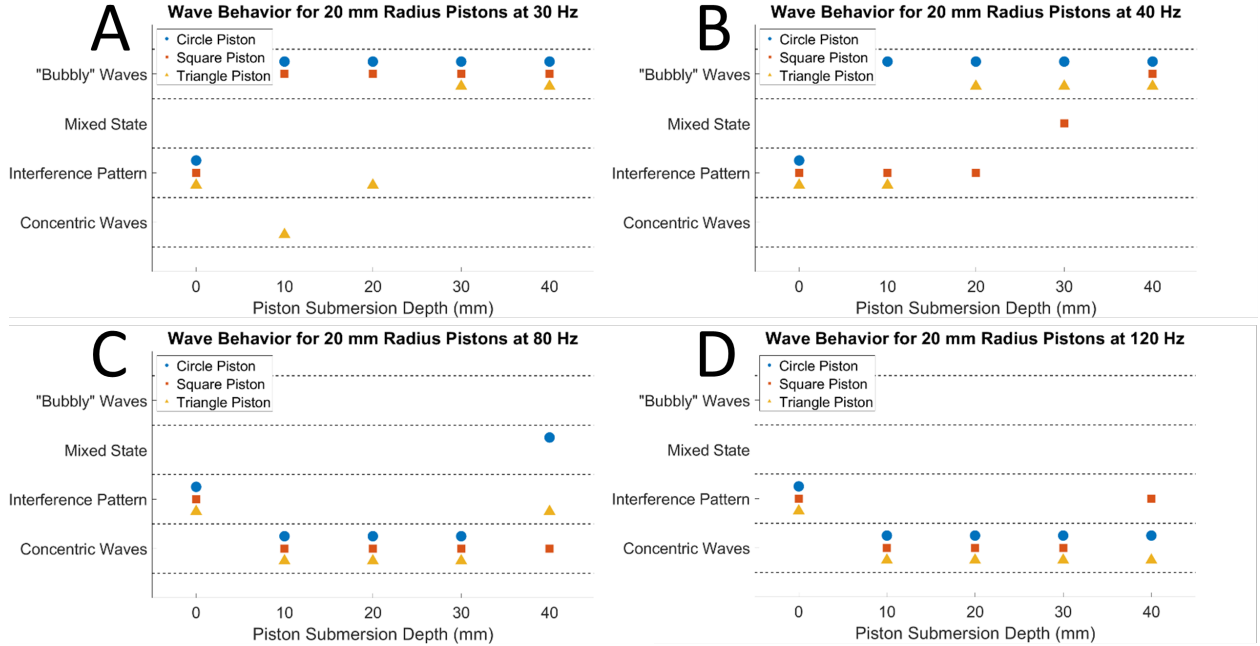 A
Wave Behavior for 20 mm Radius Pistons at 30 Hz
Circle Piston
Square Piston
Triangle Piston
"Bubbly" Waves
Mixed State
Interference Pattern
Concentric Waves
0 10 20 30 40
Piston Submersion Depth (mm)
B
Wave Behavior for 20 mm Radius Pistons at 40 Hz
Circle Piston
Square Piston
Triangle Piston
"Bubbly" Waves
Mixed State
Interference Pattern
Concentric Waves
0 10 20 30 40
Piston Submersion Depth (mm)
C
Wave Behavior for 20 mm Radius Pistons at 80 Hz
Circle Piston
Square Piston
Triangle Piston
"Bubbly" Waves
Mixed State
Interference Pattern
Concentric Waves
0 10 20 30 40
Piston Submersion Depth (mm)
D
Wave Behavior for 20 mm Radius Pistons at 120 Hz
Circle Piston
Square Piston
Triangle Piston
"Bubbly" Waves
Mixed State
Interference Pattern
Concentric Waves
0 10 20 30 40
Piston Submersion Depth (mm)